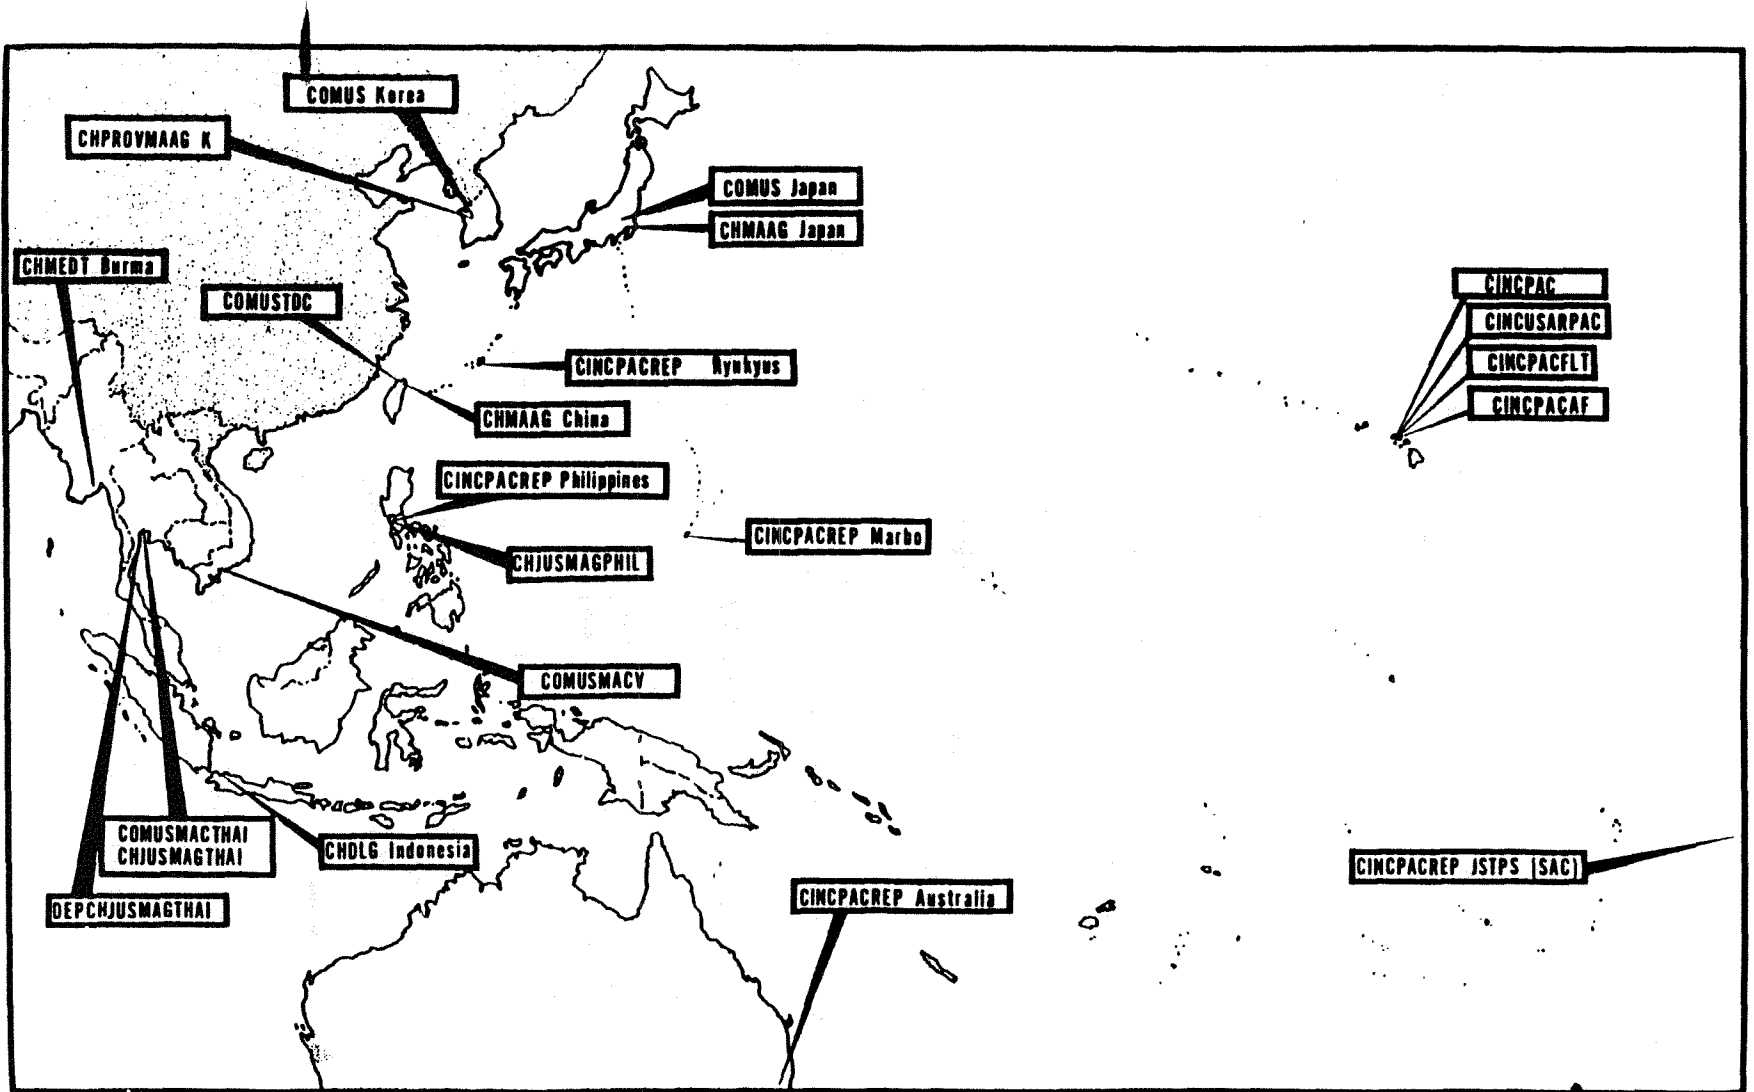 COMUS Korea
CHPROVMAAG K
COMUS Japan
CHMAAG Japan
CHMEDT Burma
COMUSTDC
CINCPAC
CINCUSARPAC
CINCPACFLT
CINCPACAF
CINCPACREP Ryukyus
CHMAAG China
CINCPACREP Philippines
CINCPACREP Marbo
CHJUSMAGPHIL
COMUSMACV
COMUSMACTHAI
CHJUSMAGTHAI
CHDLG Indonesia
CINCPACREP JSTPS (SAC)
CINCPACREP Australia
DEPCHJUSMAGTHAI